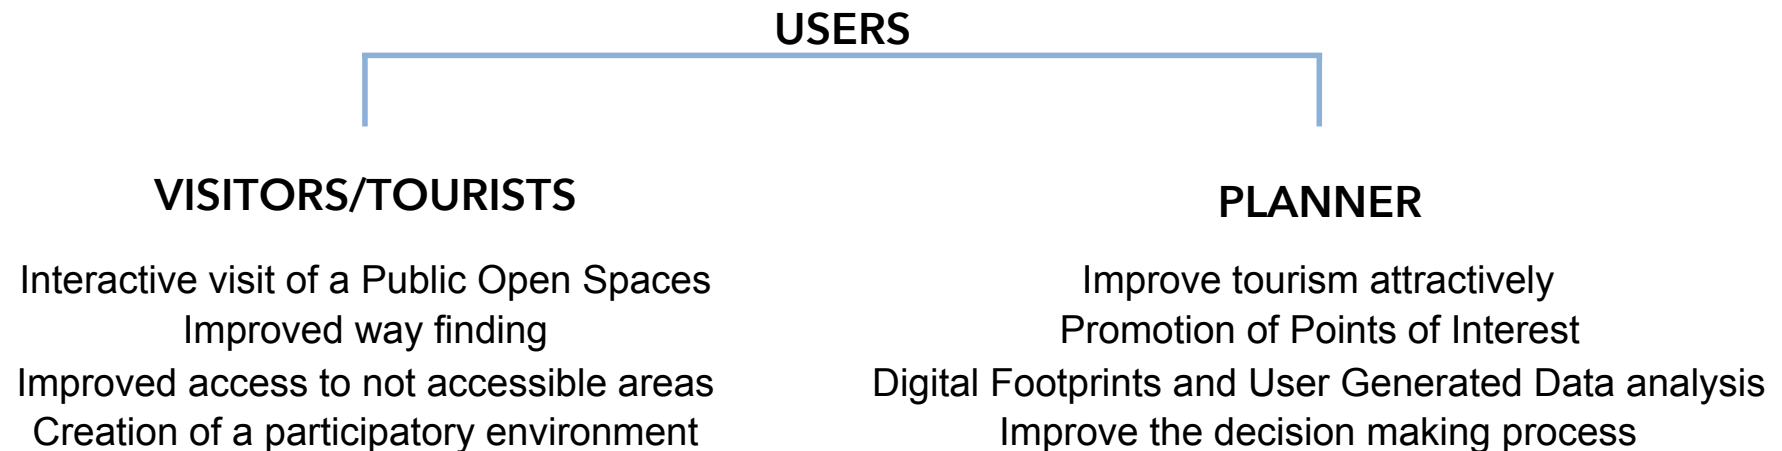 USERS
VISITORS/TOURISTS
Interactive visit of a Public Open Spaces
Improved way finding
Improved access to not accessible areas
Creation of a participatory environment
PLANNER
Improve tourism attractively
Promotion of Points of Interest
Digital Footprints and User Generated Data analysis
Improve the decision making process